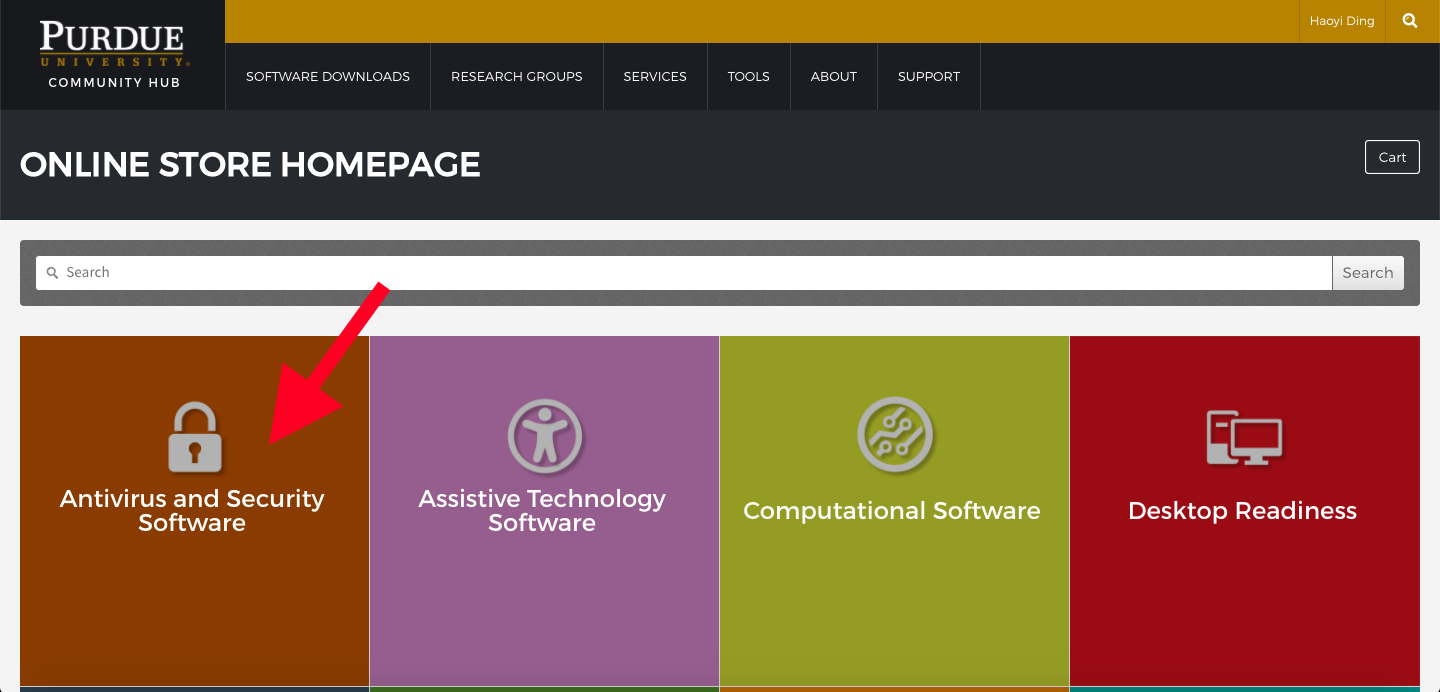 PURDUE
UNIVERSITY®
COMMUNITY HUB
Haoyi Ding
SOFTWARE DOWNLOADS
RESEARCH GROUPS
SERVICES
TOOLS
ABOUT
SUPPORT
ONLINE STORE HOMEPAGE
Cart
Search
Search
Antivirus and Security
Software
Assistive Technology
Software
Computational Software
Desktop Readiness